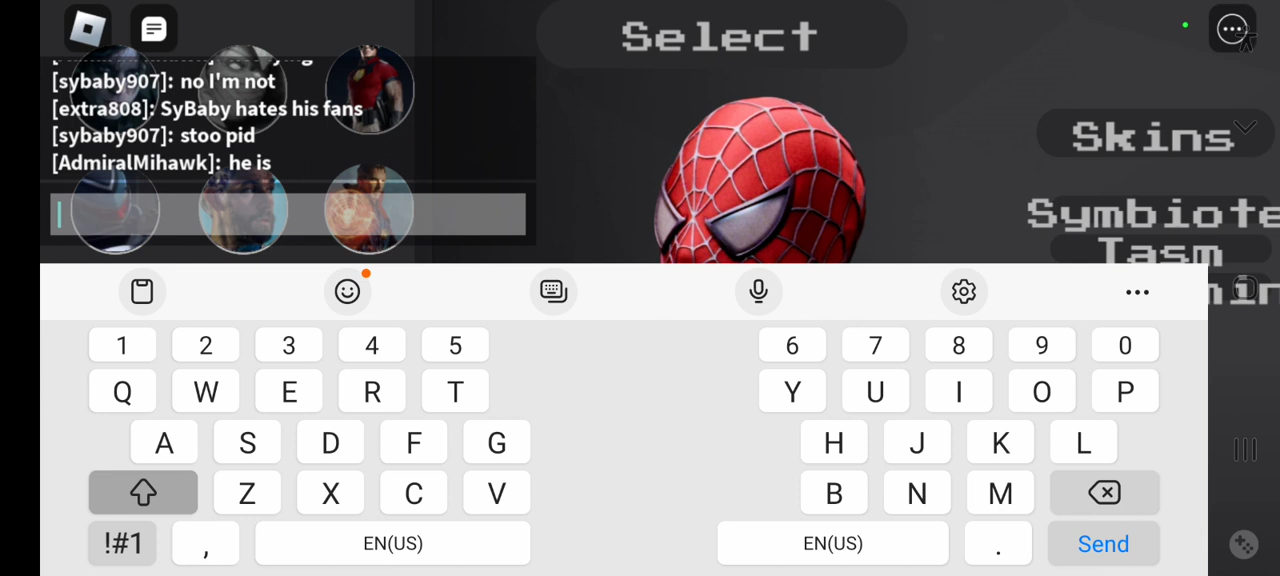 Select
[sybaby907]: no I'm not
[extra808]: SyBaby hates his fans
[sybaby907]: stoo pid
[AdmiralMihawk]: he is
Skins
Symbiote
Tasm
1 2 3 4 5 6 7 8 9 0
Q W E R T Y U I O P
A S D F G H J K L
Z X C V B N M
!#1 , EN(US) EN(US) . Send